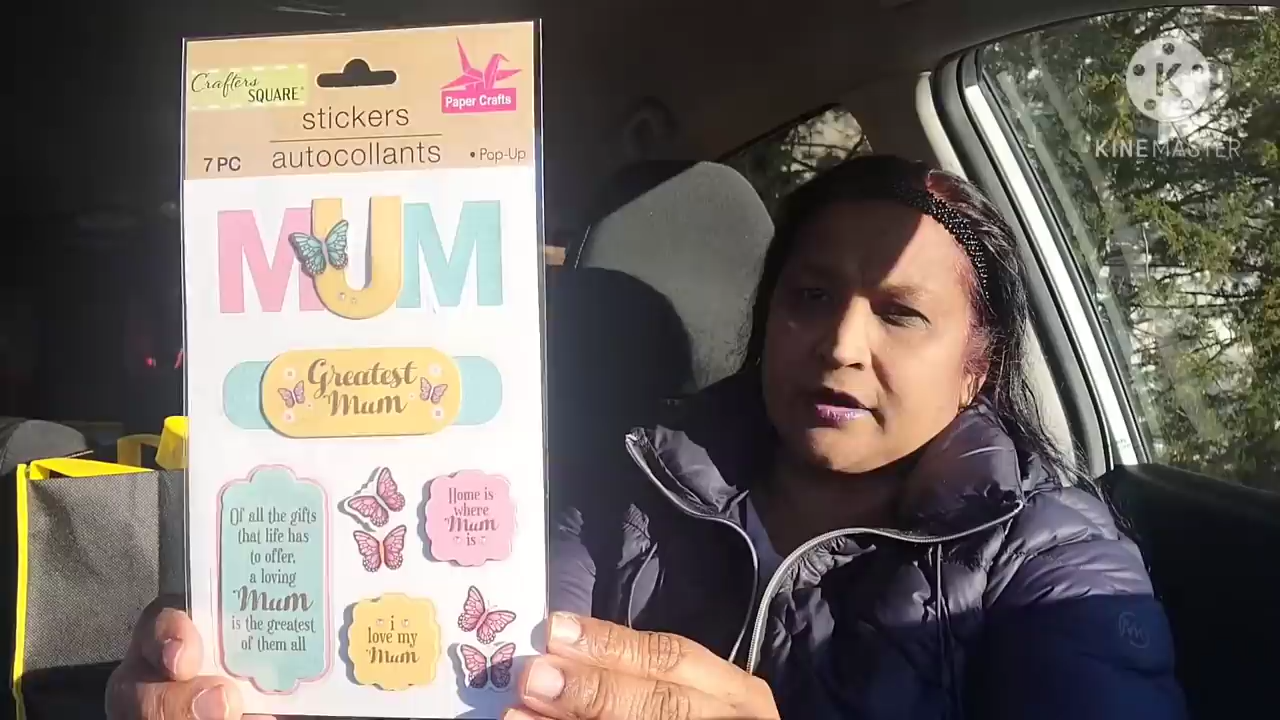 Crafters
SQUARE
Paper Crafts
stickers
autocollants
7 PC
• Pop-Up
MUM
Greatest
Mum
Of all the gifts
that life has
to offer,
a loving
Mum
is the greatest
of them all
Home is
where
Mum
is
i
love my
Mum
K
KINEMASTER